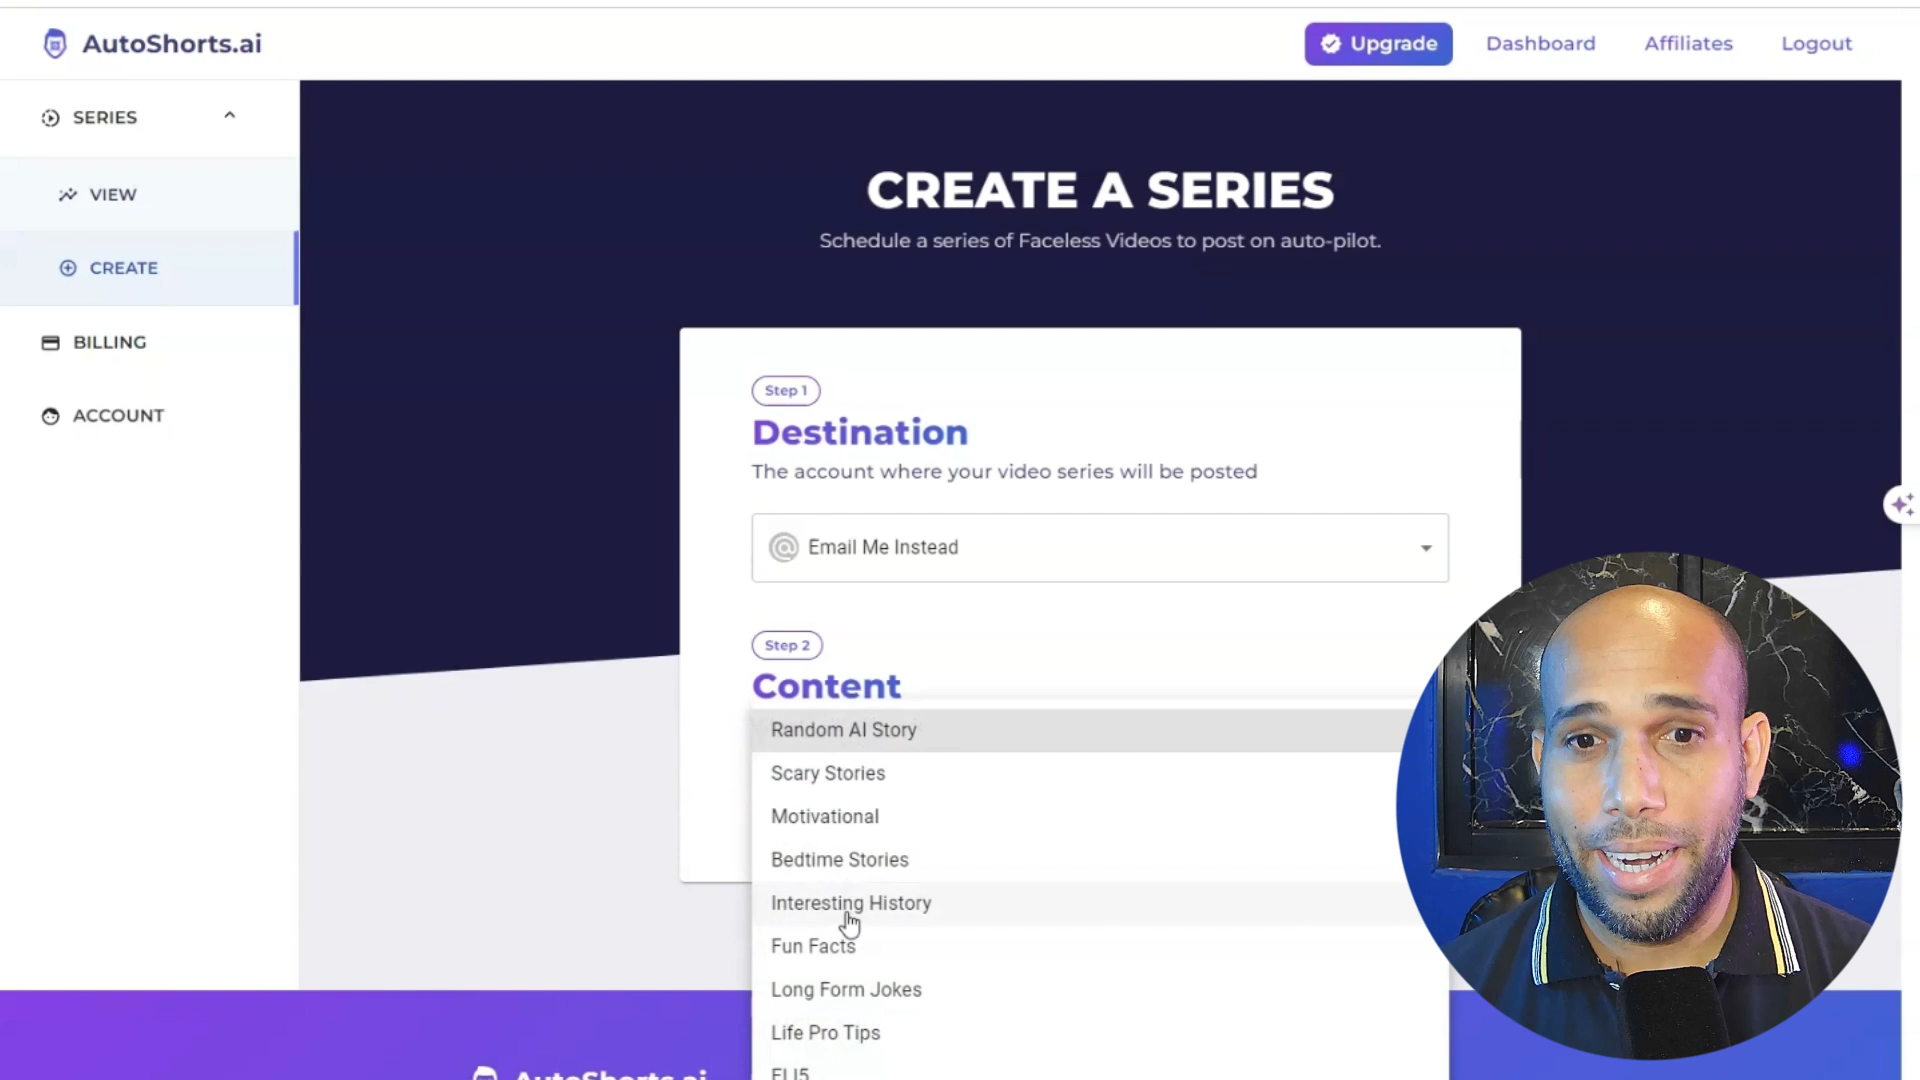 AutoShorts.ai
Upgrade
Dashboard
Affiliates
Logout
SERIES
VIEW
CREATE
BILLING
ACCOUNT
CREATE A SERIES
Schedule a series of Faceless Videos to post on auto-pilot.
Step 1
Destination
The account where your video series will be posted
Email Me Instead
Step 2
Content
Random AI Story
Scary Stories
Motivational
Bedtime Stories
Interesting History
Fun Facts
Long Form Jokes
Life Pro Tips
ELI5
AutoShorts.ai